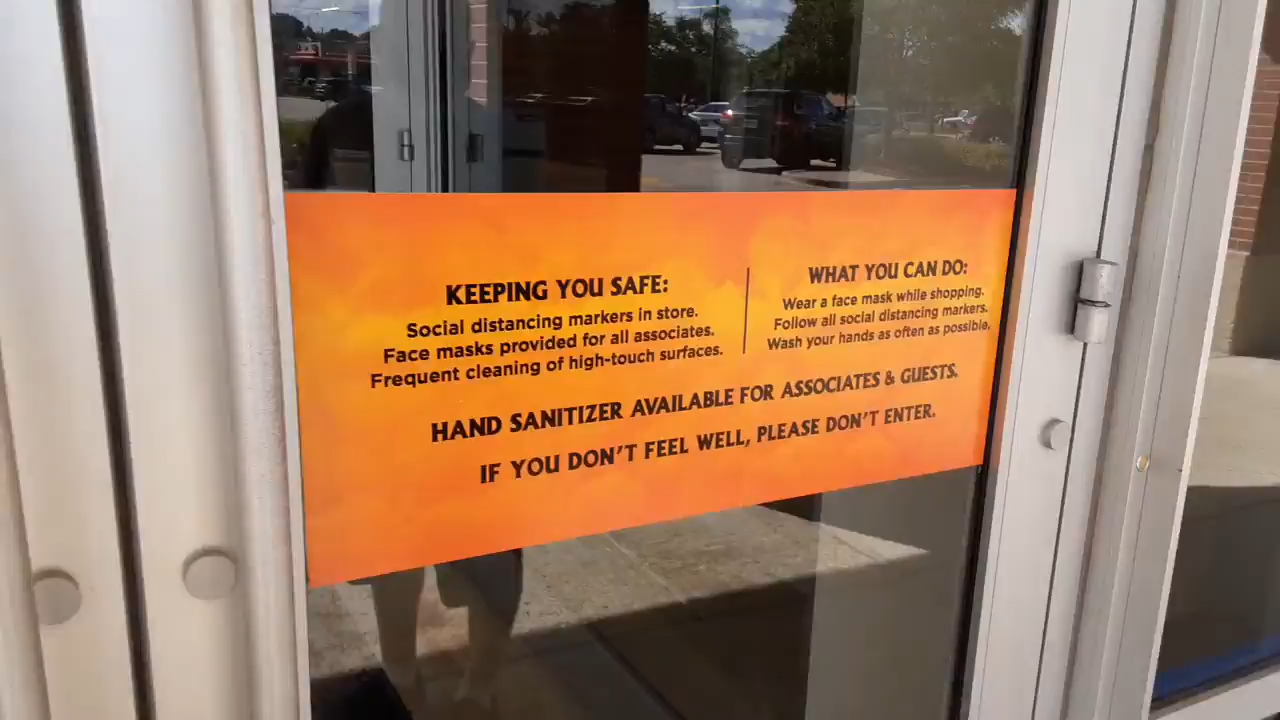 KEEPING YOU SAFE:
Social distancing markers in store.
Face masks provided for all associates.
Frequent cleaning of high-touch surfaces.
WHAT YOU CAN DO:
Wear a face mask while shopping.
Follow all social distancing markers.
Wash your hands as often as possible.
HAND SANITIZER AVAILABLE FOR ASSOCIATES & GUESTS.
IF YOU DON'T FEEL WELL, PLEASE DON'T ENTER.